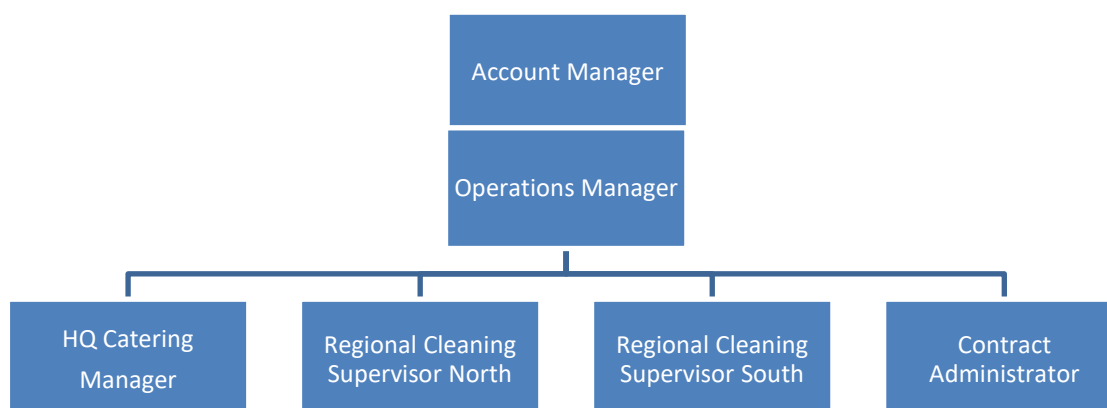 Account Manager
Operations Manager
HQ Catering
Manager
Regional Cleaning
Supervisor North
Regional Cleaning
Supervisor South
Contract
Administrator